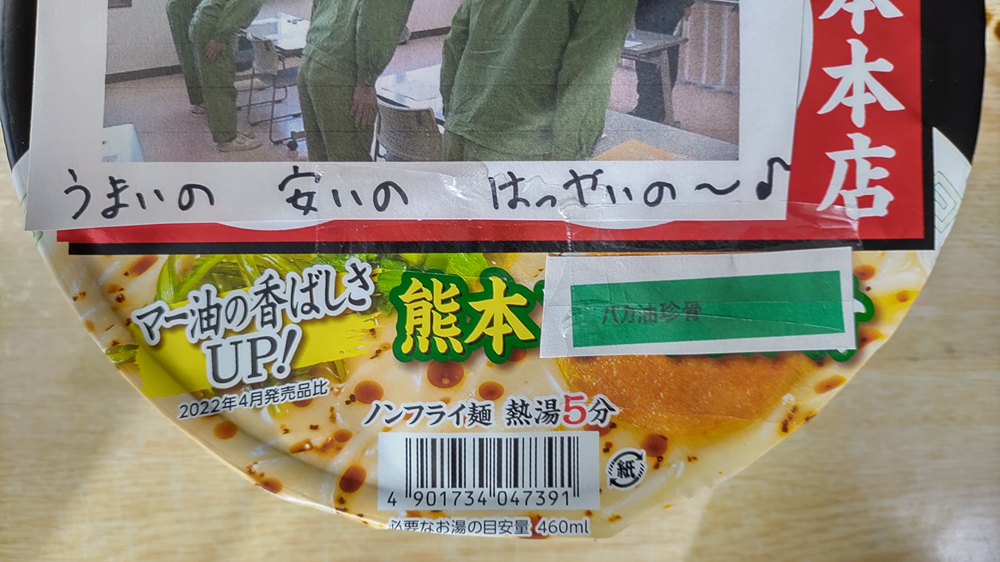 本本店
うまいの 安いの はっやいの〜♪
マー油の香ばしさ
UP!
2022年4月発売品比
熊本
バカ油珍骨
ノンフライ麺 熱湯5分
4 901734 047391
紙
必要なお湯の目安量 460ml